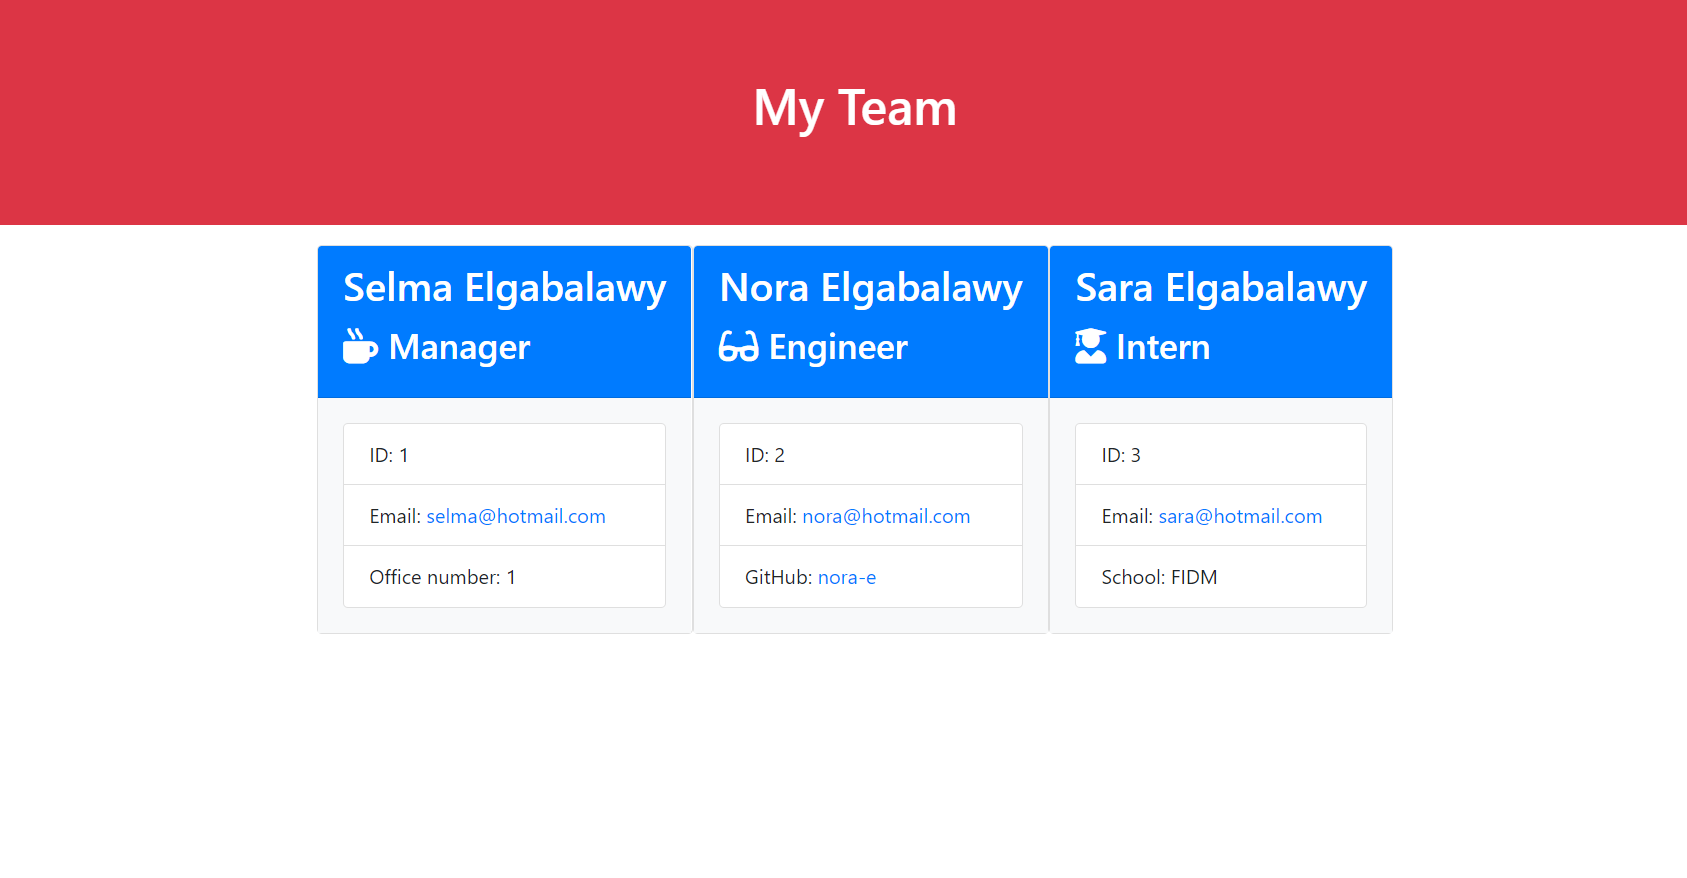 My Team
Selma Elgabalawy
Manager
ID: 1
Email: selma@hotmail.com
Office number: 1
Nora Elgabalawy
Engineer
ID: 2
Email: nora@hotmail.com
GitHub: nora-e
Sara Elgabalawy
Intern
ID: 3
Email: sara@hotmail.com
School: FIDM